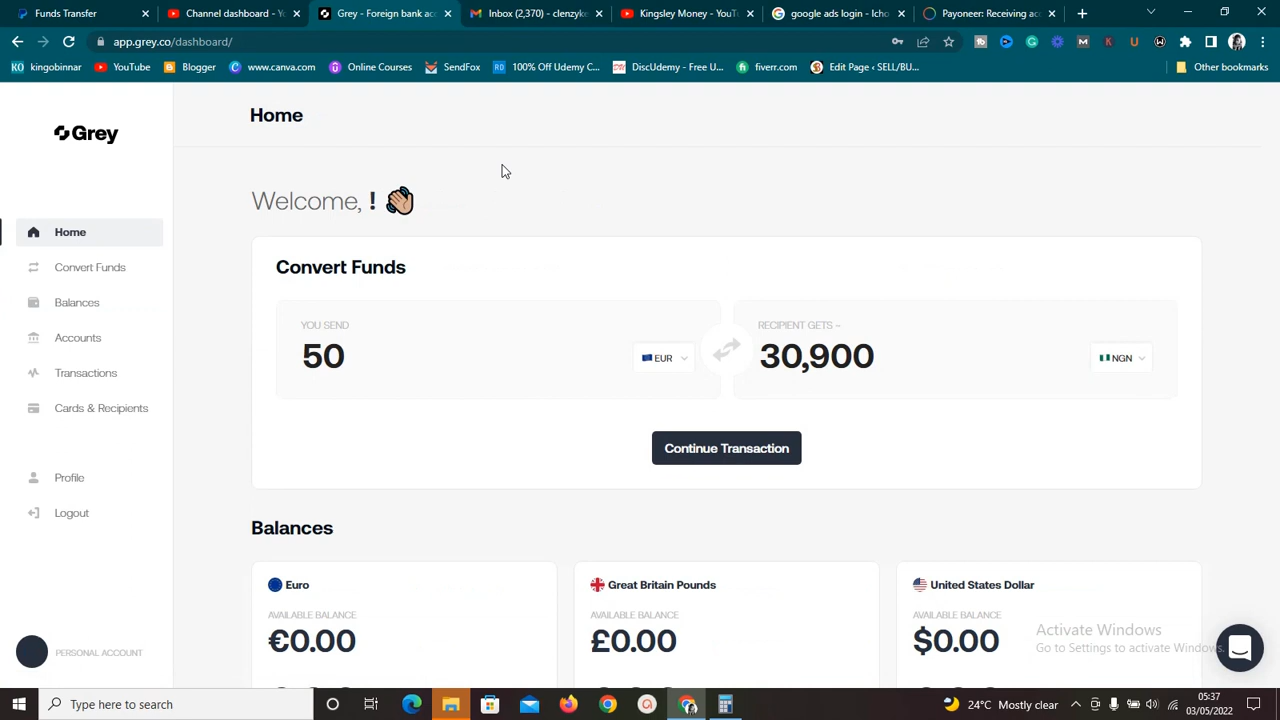 Funds Transfer
Channel dashboard - Y
Grey - Foreign bank acc
Inbox (2,370) - clenzyke
Kingsley Money - YouT
google ads login - Icho
Payoneer: Receiving ac
app.grey.co/dashboard/
KO kingobinnar
YouTube
Blogger
www.canva.com
Online Courses
SendFox
RD 100% Off Udemy C...
DiscUdemy - Free U...
fiverr.com
Edit Page ‹ SELL/BU...
Other bookmarks
Grey
Home
Welcome, !
Home
Convert Funds
Balances
Accounts
Transactions
Cards & Recipients
Profile
Logout
PERSONAL ACCOUNT
Convert Funds
YOU SEND
50
EUR
RECIPIENT GETS ~
30,900
NGN
Continue Transaction
Balances
Euro
AVAILABLE BALANCE
€0.00
Great Britain Pounds
AVAILABLE BALANCE
£0.00
United States Dollar
AVAILABLE BALANCE
$0.00
Activate Windows
Go to Settings to activate Windows.
Type here to search
24°C Mostly clear
05:37
03/05/2022